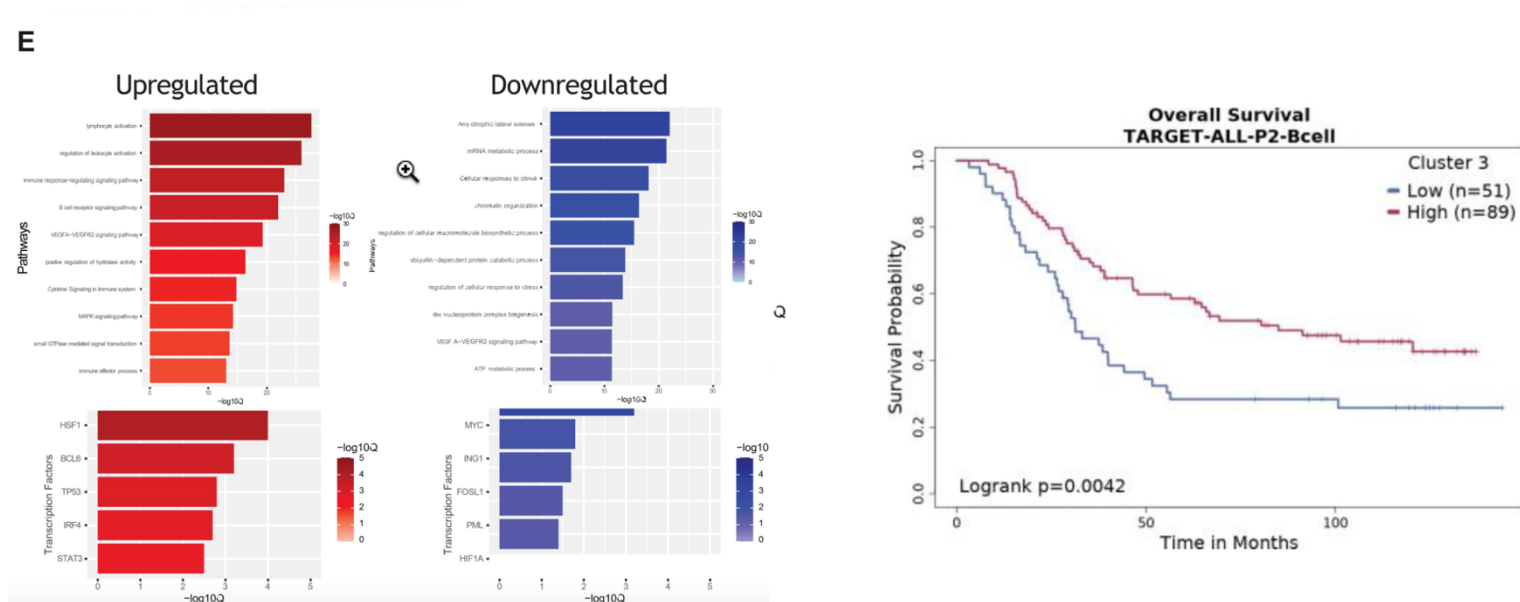 E
Upregulated
Downregulated
Pathways
lymphocyte activation
regulation of leukocyte activation
immune response-regulating signaling pathway
B cell receptor signaling pathway
VEGFA-VEGFR2 signaling pathway
positive regulation of hydrolase activity
Cytokine Signaling in Immune system
MAPK signaling pathway
small GTPase mediated signal transduction
immune effector process
0 10 20
-log10Q
-log10Q
30
20
10
0
Pathways
Amyotrophic lateral sclerosis
mRNA metabolic process
Cellular responses to stimuli
chromatin organization
regulation of cellular macromolecule biosynthetic process
ubiquitin-dependent protein catabolic process
regulation of cellular response to stress
nucleoprotein complex biogenesis
VEGF A-VEGFR2 signaling pathway
ATP metabolic process
0 10 20 30
-log10Q
-log10Q
30
20
10
0
Q
Transcription Factors
HSF1
BCL6
TP53
IRF4
STAT3
0 1 2 3 4 5
-log10Q
-log10Q
5
4
3
2
1
0
Transcription Factors
MYC
ING1
FOSL1
PML
HIF1A
0 1 2 3 4 5
-log10Q
-log10
5
4
3
2
1
0
Overall Survival
TARGET-ALL-P2-Bcell
Cluster 3
Low (n=51)
High (n=89)
Survival Probability
1.0
0.8
0.6
0.4
0.2
0.0
Logrank p=0.0042
0 50 100
Time in Months